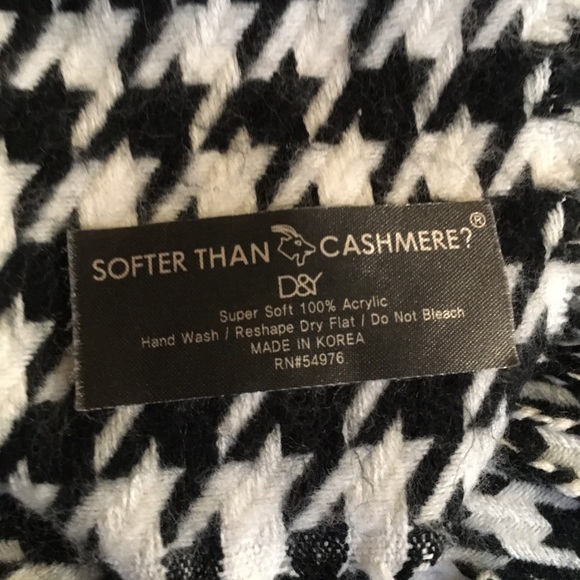 SOFTER THAN CASHMERE?®
D&Y
Super Soft 100% Acrylic
Hand Wash / Reshape Dry Flat / Do Not Bleach
MADE IN KOREA
RN#54976